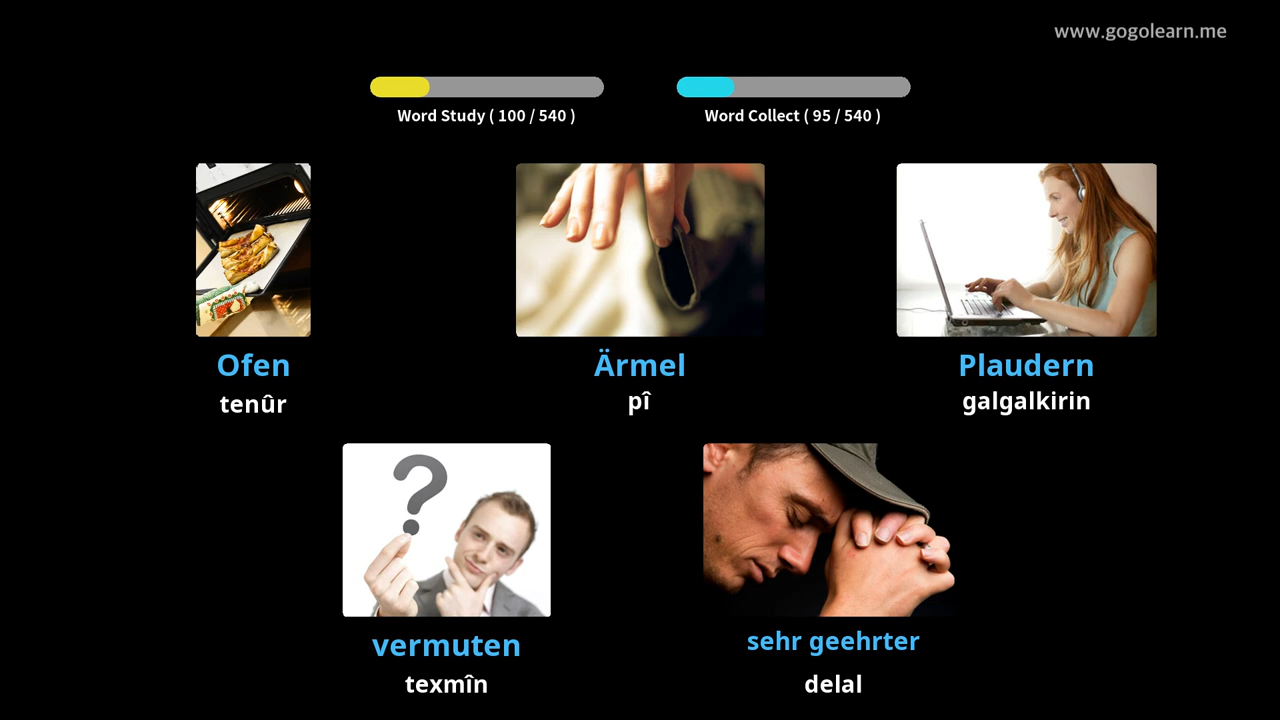 www.gogolearn.me
Word Study ( 100 / 540 )
Word Collect ( 95 / 540 )
Ofen
tenûr
Ärmel
pî
Plaudern
galgalkirin
vermuten
texmîn
sehr geehrter
delal